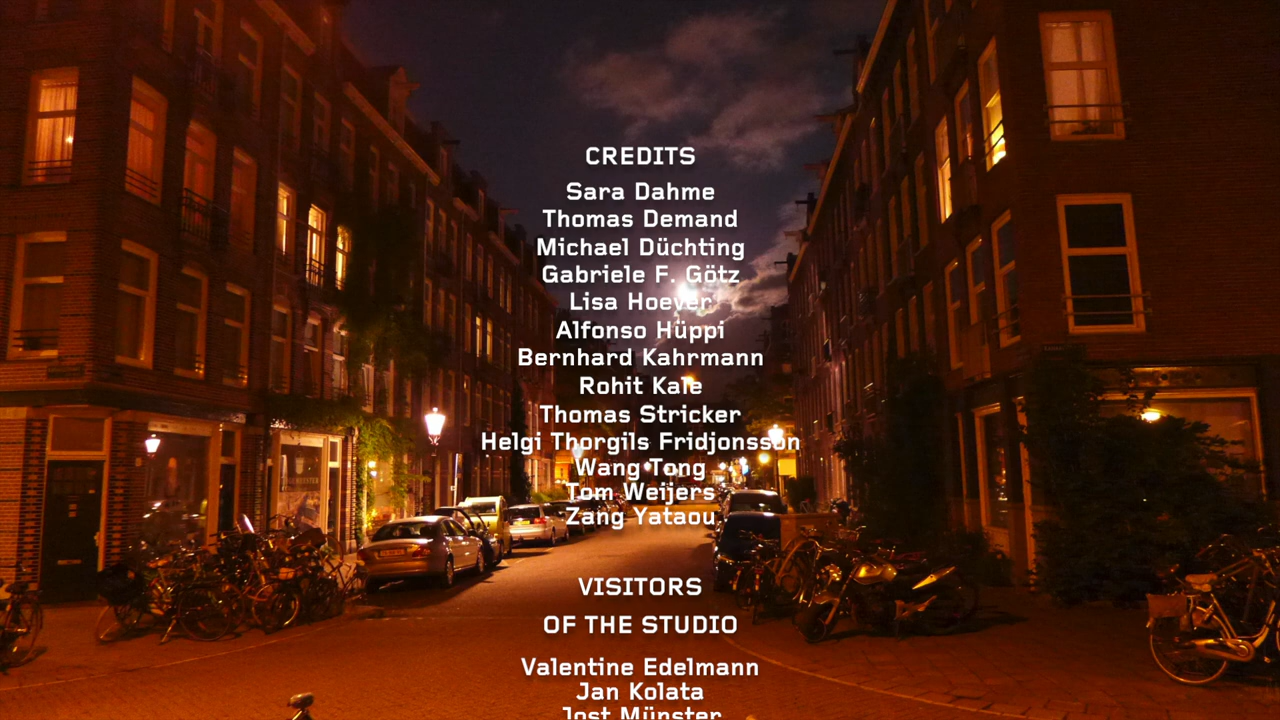 CREDITS
Sara Dahme
Thomas Demand
Michael Düchting
Gabriele F. Götz
Lisa Hoever
Alfonso Hüppi
Bernhard Kahrmann
Rohit Kale
Thomas Stricker
Helgi Thorgils Fridjonsson
Wang Tong
Tom Weijers
Zang Yataou
VISITORS
OF THE STUDIO
Valentine Edelmann
Jan Kolata
Jost Münster